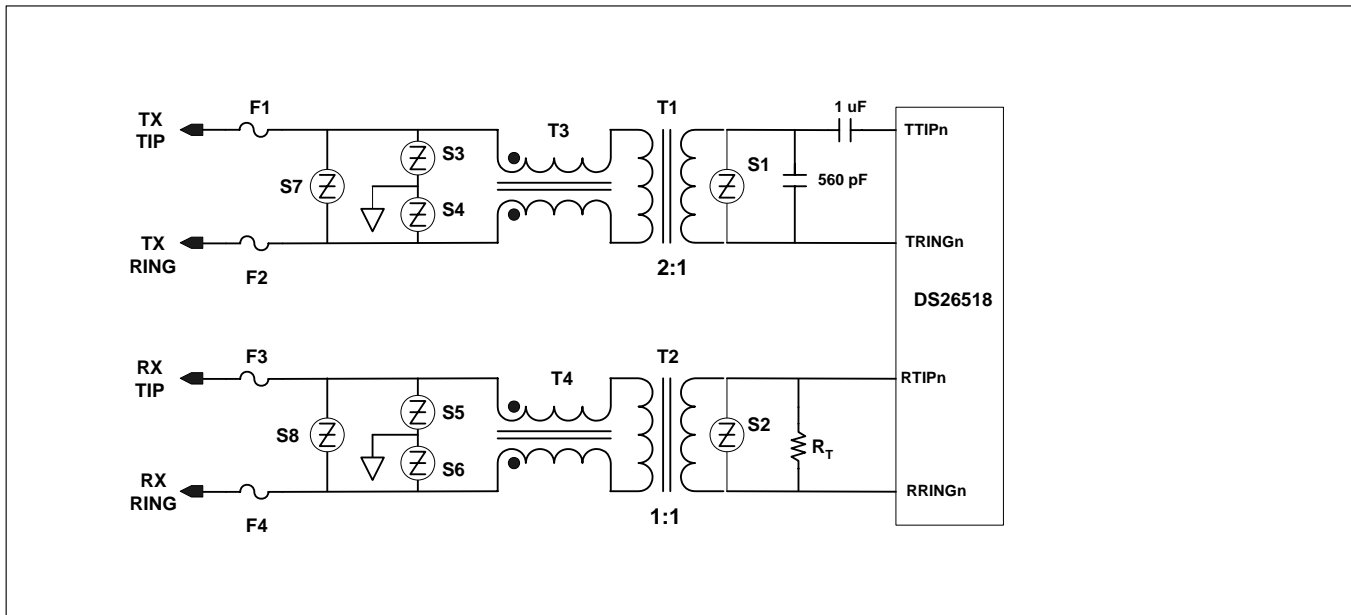 F1
T1
1 uF
TX
TIP
T3
TTIPn
S3
S1
S7
560 pF
S4
TX
RING
TRINGn
F2
2:1
DS26518
F3
RX
TIP
T4
T2
RTIPn
S5
S8
S2
RT
S6
RX
RING
RRINGn
F4
1:1